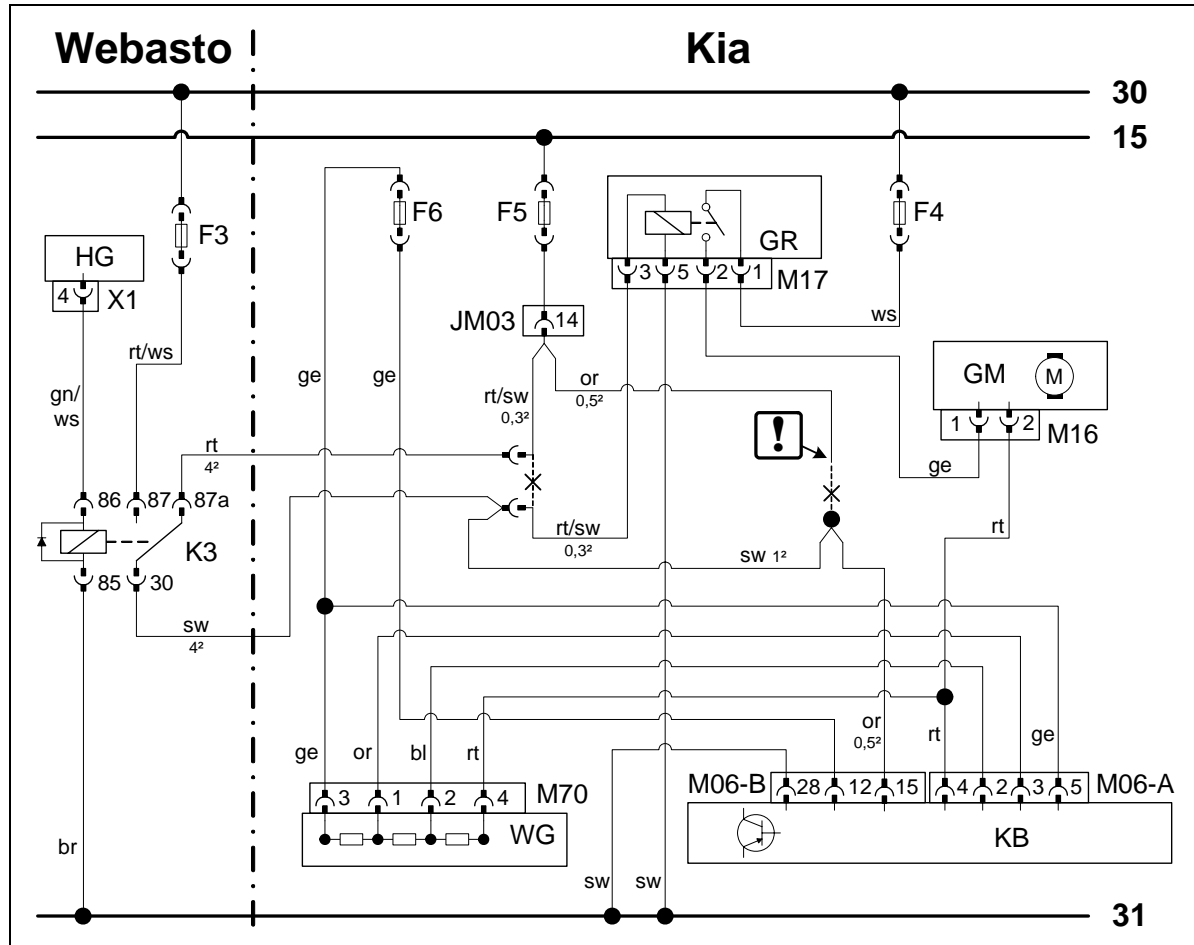 Webasto
Kia
30
15
F3
F6
F5
F4
GR
HG
3 5 2 1
M17
4
X1
JM03
14
ws
rt/ws
ge
ge
or
0,5²
GM
M
gn/
ws
rt/sw
0,3²
1 2
M16
!
rt
4²
ge
86 87 87a
rt/sw
0,3²
rt
K3
sw 1²
85 30
sw
4²
or
0,5²
ge or bl rt
rt
ge
3 1 2 4
M70
M06-B
28 12 15
4 2 3 5
M06-A
WG
KB
br
sw
sw
31